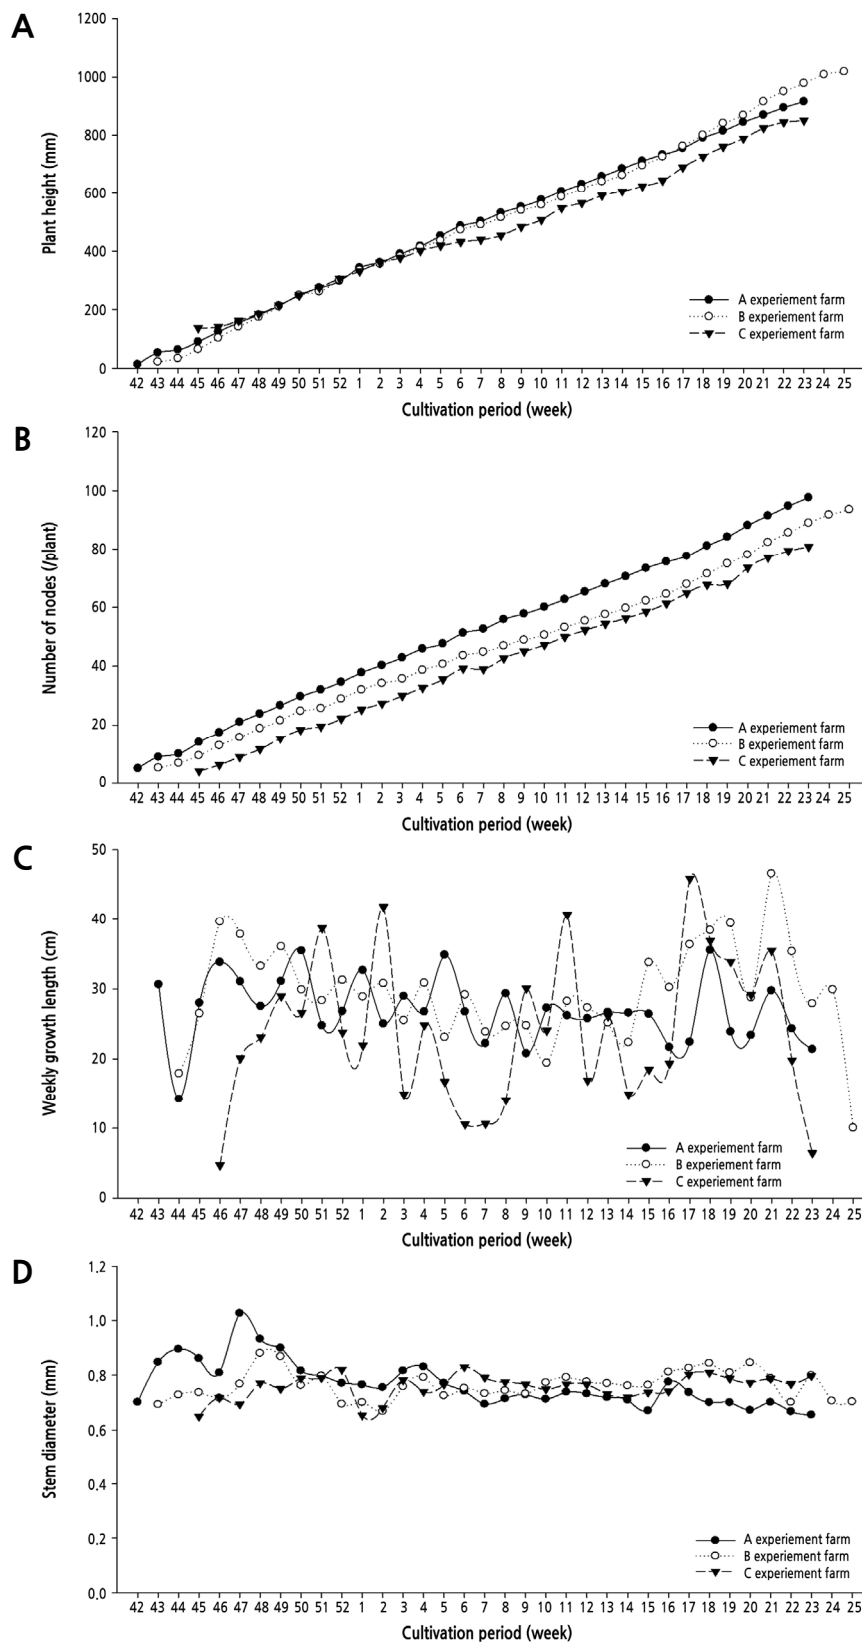 A
Plant height (mm)
1200
1000
800
600
400
200
0
A experiement farm
B experiement farm
C experiement farm
42 43 44 45 46 47 48 49 50 51 52 1 2 3 4 5 6 7 8 9 10 11 12 13 14 15 16 17 18 19 20 21 22 23 24 25
Cultivation period (week)
B
Number of nodes (/plant)
120
100
80
60
40
20
0
A experiement farm
B experiement farm
C experiement farm
42 43 44 45 46 47 48 49 50 51 52 1 2 3 4 5 6 7 8 9 10 11 12 13 14 15 16 17 18 19 20 21 22 23 24 25
Cultivation period (week)
C
Weekly growth length (cm)
50
40
30
20
10
0
A experiement farm
B experiement farm
C experiement farm
42 43 44 45 46 47 48 49 50 51 52 1 2 3 4 5 6 7 8 9 10 11 12 13 14 15 16 17 18 19 20 21 22 23 24 25
Cultivation period (week)
D
Stem diameter (mm)
1.2
1.0
0.8
0.6
0.4
0.2
0.0
A experiement farm
B experiement farm
C experiement farm
42 43 44 45 46 47 48 49 50 51 52 1 2 3 4 5 6 7 8 9 10 11 12 13 14 15 16 17 18 19 20 21 22 23 24 25
Cultivation period (week)